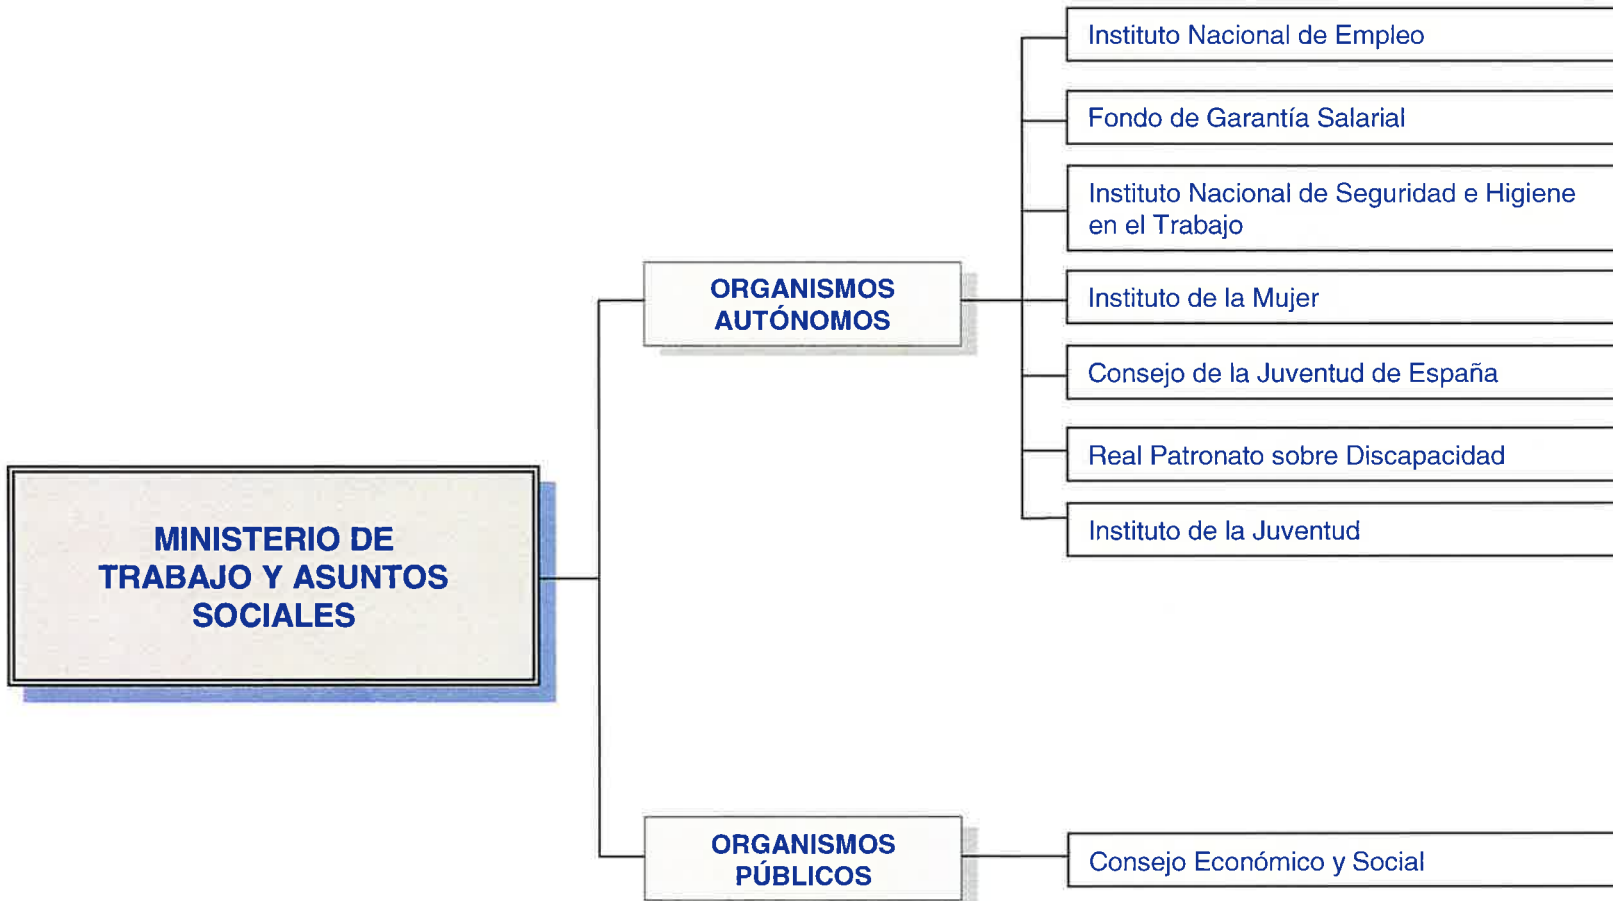 Instituto Nacional de Empleo
Fondo de Garantía Salarial
Instituto Nacional de Seguridad e Higiene
en el Trabajo
ORGANISMOS
AUTÓNOMOS
Instituto de la Mujer
Consejo de la Juventud de España
Real Patronato sobre Discapacidad
Instituto de la Juventud
MINISTERIO DE
TRABAJO Y ASUNTOS
SOCIALES
ORGANISMOS
PÚBLICOS
Consejo Económico y Social